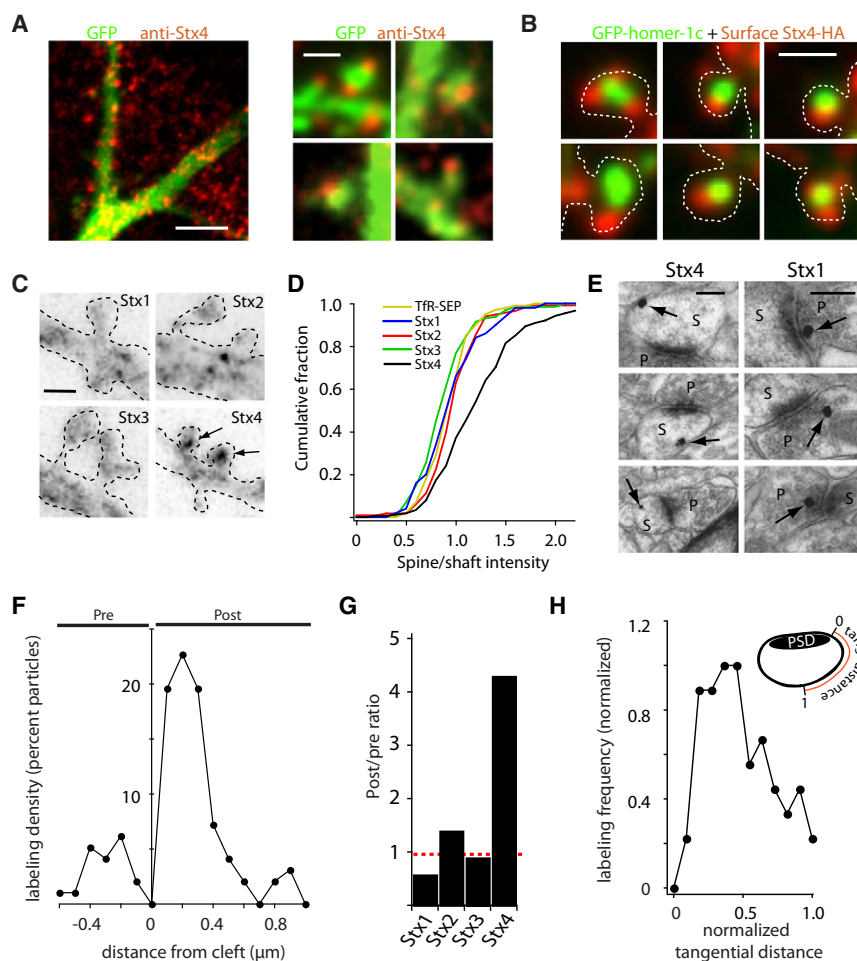 A
GFP anti-Stx4
B
GFP-homer-1c + Surface Stx4-HA
C
Stx1
Stx2
Stx3
Stx4
D
1.0
0.8
0.6
0.4
0.2
0
Cumulative fraction
TfR-SEP
Stx1
Stx2
Stx3
Stx4
0 0.5 1.0 1.5 2.0
Spine/shaft intensity
E
Stx4 Stx1
S
P
S
P
P
S
S
P
S
P
P
S
F
Pre Post
20
10
0
labeling density (percent particles)
-0.4 0 0.4 0.8
distance from cleft (μm)
G
5
4
3
2
1
0
Post/pre ratio
Stx1
Stx2
Stx3
Stx4
H
1.2
0.8
0.4
0
labeling frequency (normalized)
PSD
0
1
0 0.5 1.0
normalized
tangential distance